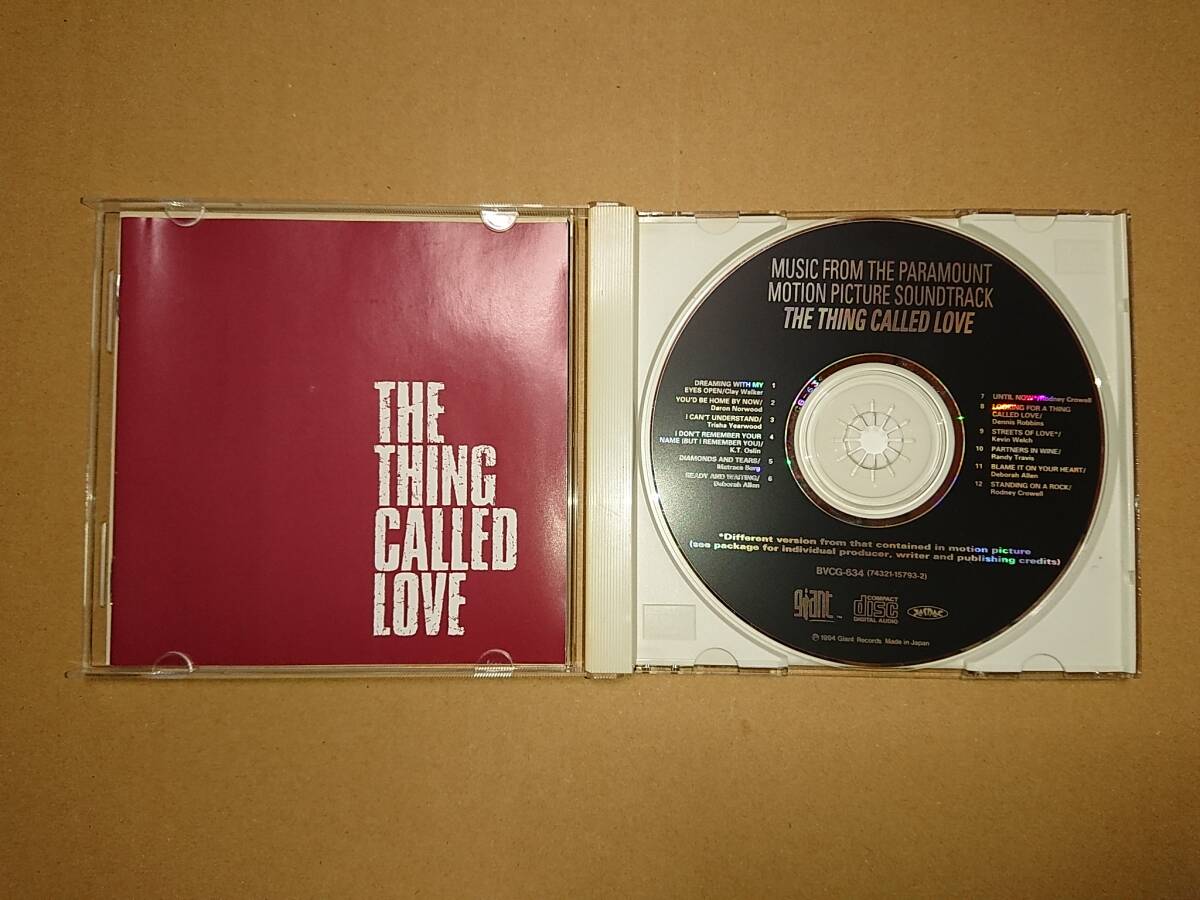 THE
THING
CALLED
LOVE
MUSIC FROM THE PARAMOUNT
MOTION PICTURE SOUNDTRACK
THE THING CALLED LOVE
DREAMING WITH MY 1
EYES OPEN/Clay Walker
YOU'D BE HOME BY NOW/ 2
Daron Norwood
I CAN'T UNDERSTAND/ 3
Trisha Yearwood
I DON'T REMEMBER YOUR 4
NAME (BUT I REMEMBER YOU)/
K.T. Oslin
DIAMONDS AND TEARS/ 5
Matraca Berg
READY AND WAITING/ 6
Deborah Allen
7 UNTIL NOW*/Rodney Crowell
8 LOOKING FOR A THING
CALLED LOVE/
Dennis Robbins
9 STREETS OF LOVE*/
Kevin Welch
10 PARTNERS IN WINE/
Randy Travis
11 BLAME IT ON YOUR HEART/
Deborah Allen
12 STANDING ON A ROCK/
Rodney Crowell
*Different version from that contained in motion picture
(see package for individual producer, writer and publishing credits)
BVCG-634 (74321-15793-2)
giant™
COMPACT
disc
DIGITAL AUDIO
℗1994 Giant Records Made in Japan